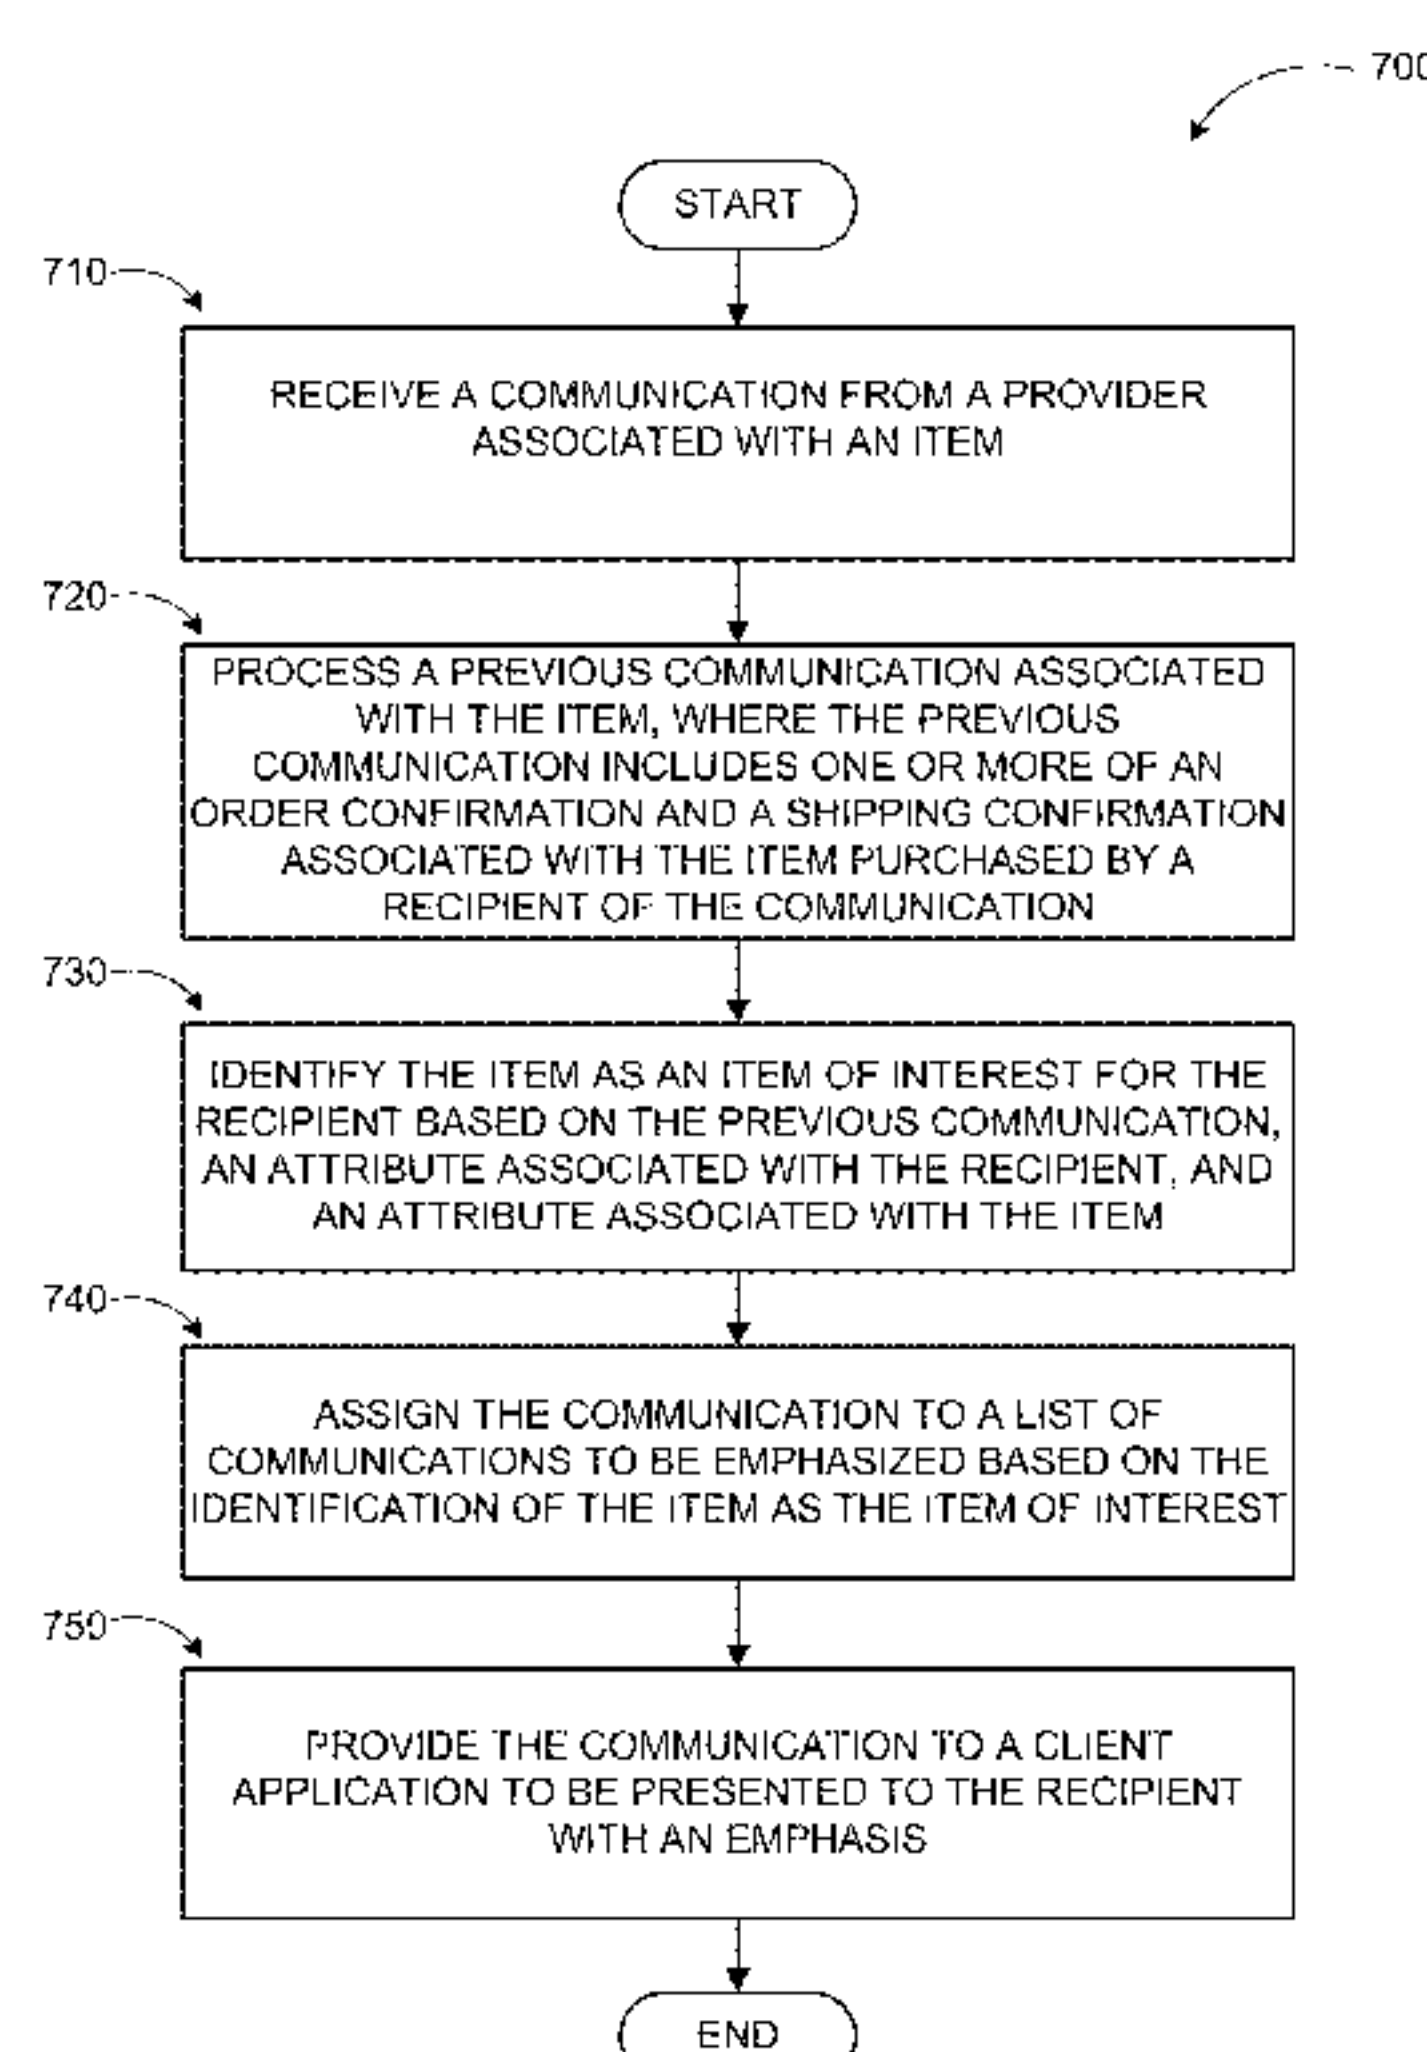 700
START
710
RECEIVE A COMMUNICATION FROM A PROVIDER
ASSOCIATED WITH AN ITEM
720
PROCESS A PREVIOUS COMMUNICATION ASSOCIATED
WITH THE ITEM, WHERE THE PREVIOUS
COMMUNICATION INCLUDES ONE OR MORE OF AN
ORDER CONFIRMATION AND A SHIPPING CONFIRMATION
ASSOCIATED WITH THE ITEM PURCHASED BY A
RECIPIENT OF THE COMMUNICATION
730
IDENTIFY THE ITEM AS AN ITEM OF INTEREST FOR THE
RECIPIENT BASED ON THE PREVIOUS COMMUNICATION,
AN ATTRIBUTE ASSOCIATED WITH THE RECIPIENT, AND
AN ATTRIBUTE ASSOCIATED WITH THE ITEM
740
ASSIGN THE COMMUNICATION TO A LIST OF
COMMUNICATIONS TO BE EMPHASIZED BASED ON THE
IDENTIFICATION OF THE ITEM AS THE ITEM OF INTEREST
750
PROVIDE THE COMMUNICATION TO A CLIENT
APPLICATION TO BE PRESENTED TO THE RECIPIENT
WITH AN EMPHASIS
END